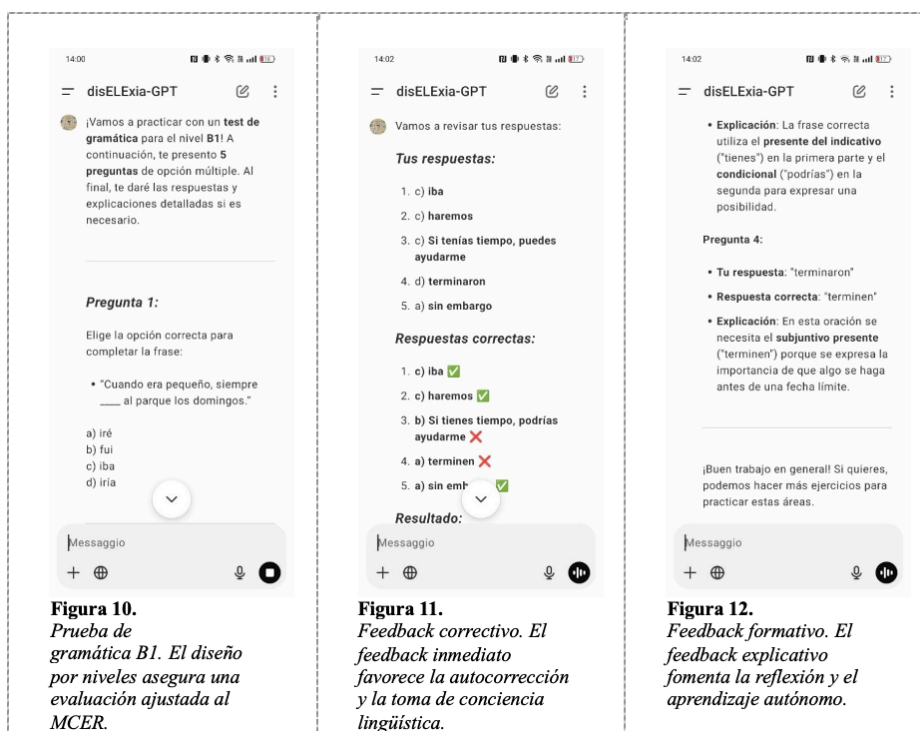 14:00
disELExia-GPT
¡Vamos a practicar con un test de
gramática para el nivel B1! A
continuación, te presento 5
preguntas de opción múltiple. Al
final, te daré las respuestas y
explicaciones detalladas si es
necesario.
Pregunta 1:
Elige la opción correcta para
completar la frase:
• "Cuando era pequeño, siempre
____ al parque los domingos."
a) iré
b) fui
c) iba
d) iría
Messaggio
Figura 10.
Prueba de
gramática B1. El diseño
por niveles asegura una
evaluación ajustada al
MCER.
14:02
disELExia-GPT
Vamos a revisar tus respuestas:
Tus respuestas:
1. c) iba
2. c) haremos
3. c) Si tenías tiempo, puedes
ayudarme
4. d) terminaron
5. a) sin embargo
Respuestas correctas:
1. c) iba ✅
2. c) haremos ✅
3. b) Si tienes tiempo, podrías
ayudarme ❌
4. a) terminen ❌
5. a) sin emb ✅
Resultado:
Messaggio
Figura 11.
Feedback correctivo. El
feedback inmediato
favorece la autocorrección
y la toma de conciencia
lingüística.
14:02
disELExia-GPT
• Explicación: La frase correcta
utiliza el presente del indicativo
("tienes") en la primera parte y el
condicional ("podrías") en la
segunda para expresar una
posibilidad.
Pregunta 4:
• Tu respuesta: "terminaron"
• Respuesta correcta: "terminen"
• Explicación: En esta oración se
necesita el subjuntivo presente
("terminen") porque se expresa la
importancia de que algo se haga
antes de una fecha límite.
¡Buen trabajo en general! Si quieres,
podemos hacer más ejercicios para
practicar estas áreas.
Messaggio
Figura 12.
Feedback formativo. El
feedback explicativo
fomenta la reflexión y el
aprendizaje autónomo.